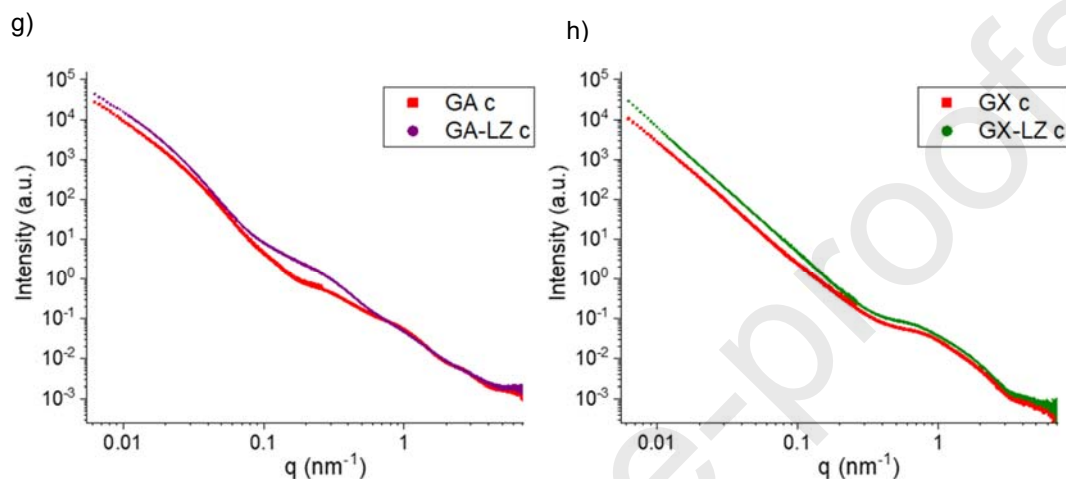 g)
h)
10⁵
10⁴
10³
10²
10¹
10⁰
10⁻¹
10⁻²
10⁻³
Intensity (a.u.)
GA c
GA-LZ c
0.01
0.1
1
q (nm⁻¹)
10⁵
10⁴
10³
10²
10¹
10⁰
10⁻¹
10⁻²
10⁻³
Intensity (a.u.)
GX c
GX-LZ c
0.01
0.1
1
q (nm⁻¹)
e-proofs